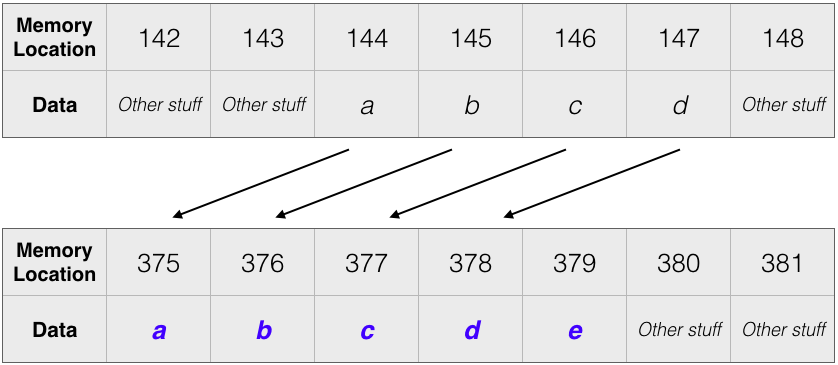 Memory Location 142 143 144 145 146 147 148
Data Other stuff Other stuff a b c d Other stuff
Memory Location 375 376 377 378 379 380 381
Data a b c d e Other stuff Other stuff